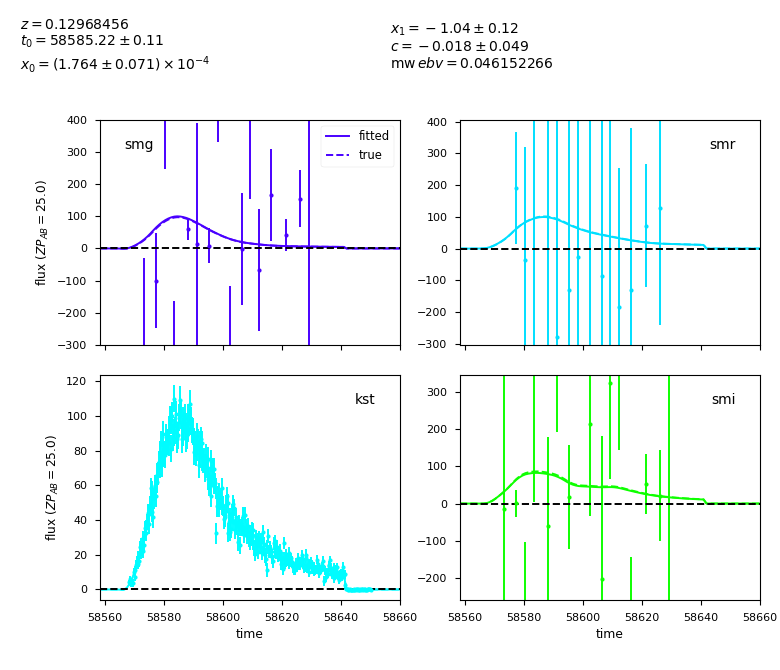 z = 0.12968456
t0 = 58585.22 ± 0.11
x0 = (1.764 ± 0.071) × 10^−4
x1 = −1.04 ± 0.12
c = −0.018 ± 0.049
mw ebv = 0.046152266
400
300
200
100
0
−100
−200
−300
flux (ZP_AB = 25.0)
smg
fitted
true
400
300
200
100
0
−100
−200
−300
smr
120
100
80
60
40
20
0
flux (ZP_AB = 25.0)
kst
58560 58580 58600 58620 58640 58660
time
300
200
100
0
−100
−200
smi
58560 58580 58600 58620 58640 58660
time